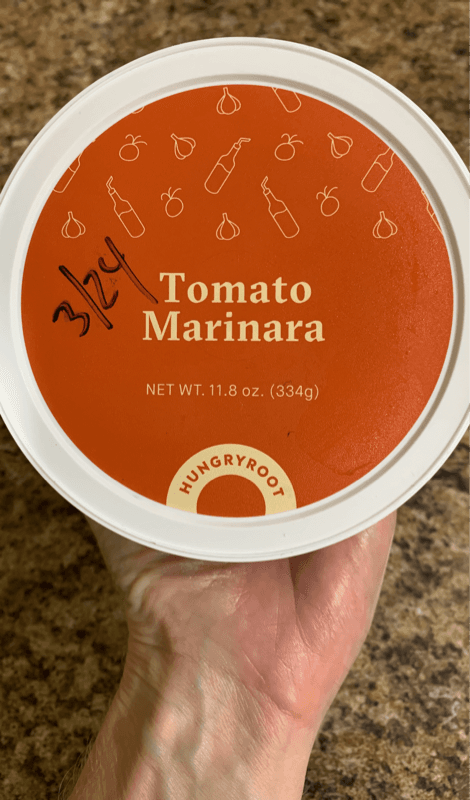 3/24
Tomato
Marinara
NET WT. 11.8 oz. (334g)
HUNGRYROOT